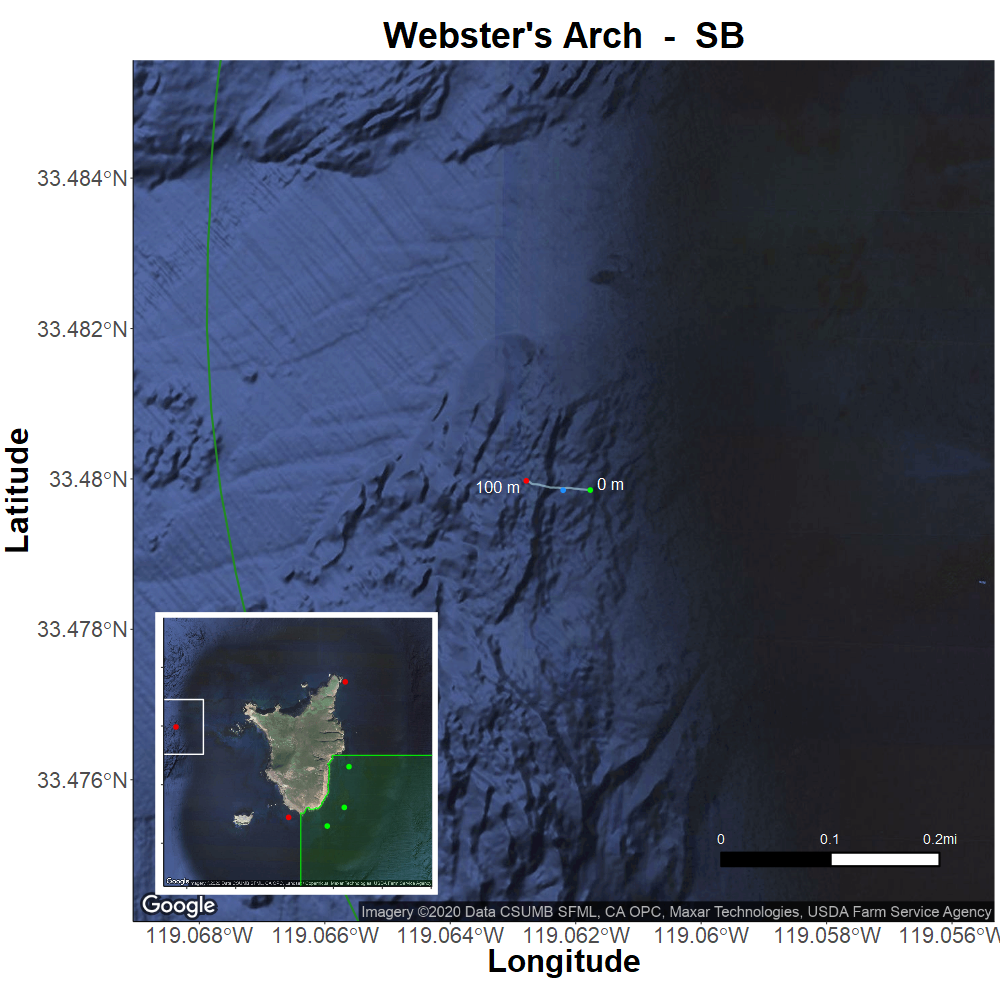 Webster's Arch - SB
Latitude
33.484°N
33.482°N
33.48°N
33.478°N
33.476°N
100 m
0 m
0 0.1 0.2mi
Google
Imagery ©2020 Data CSUMB SFML, CA OPC, Maxar Technologies, USDA Farm Service Agency
Google
119.068°W 119.066°W 119.064°W 119.062°W 119.06°W 119.058°W 119.056°W
Longitude